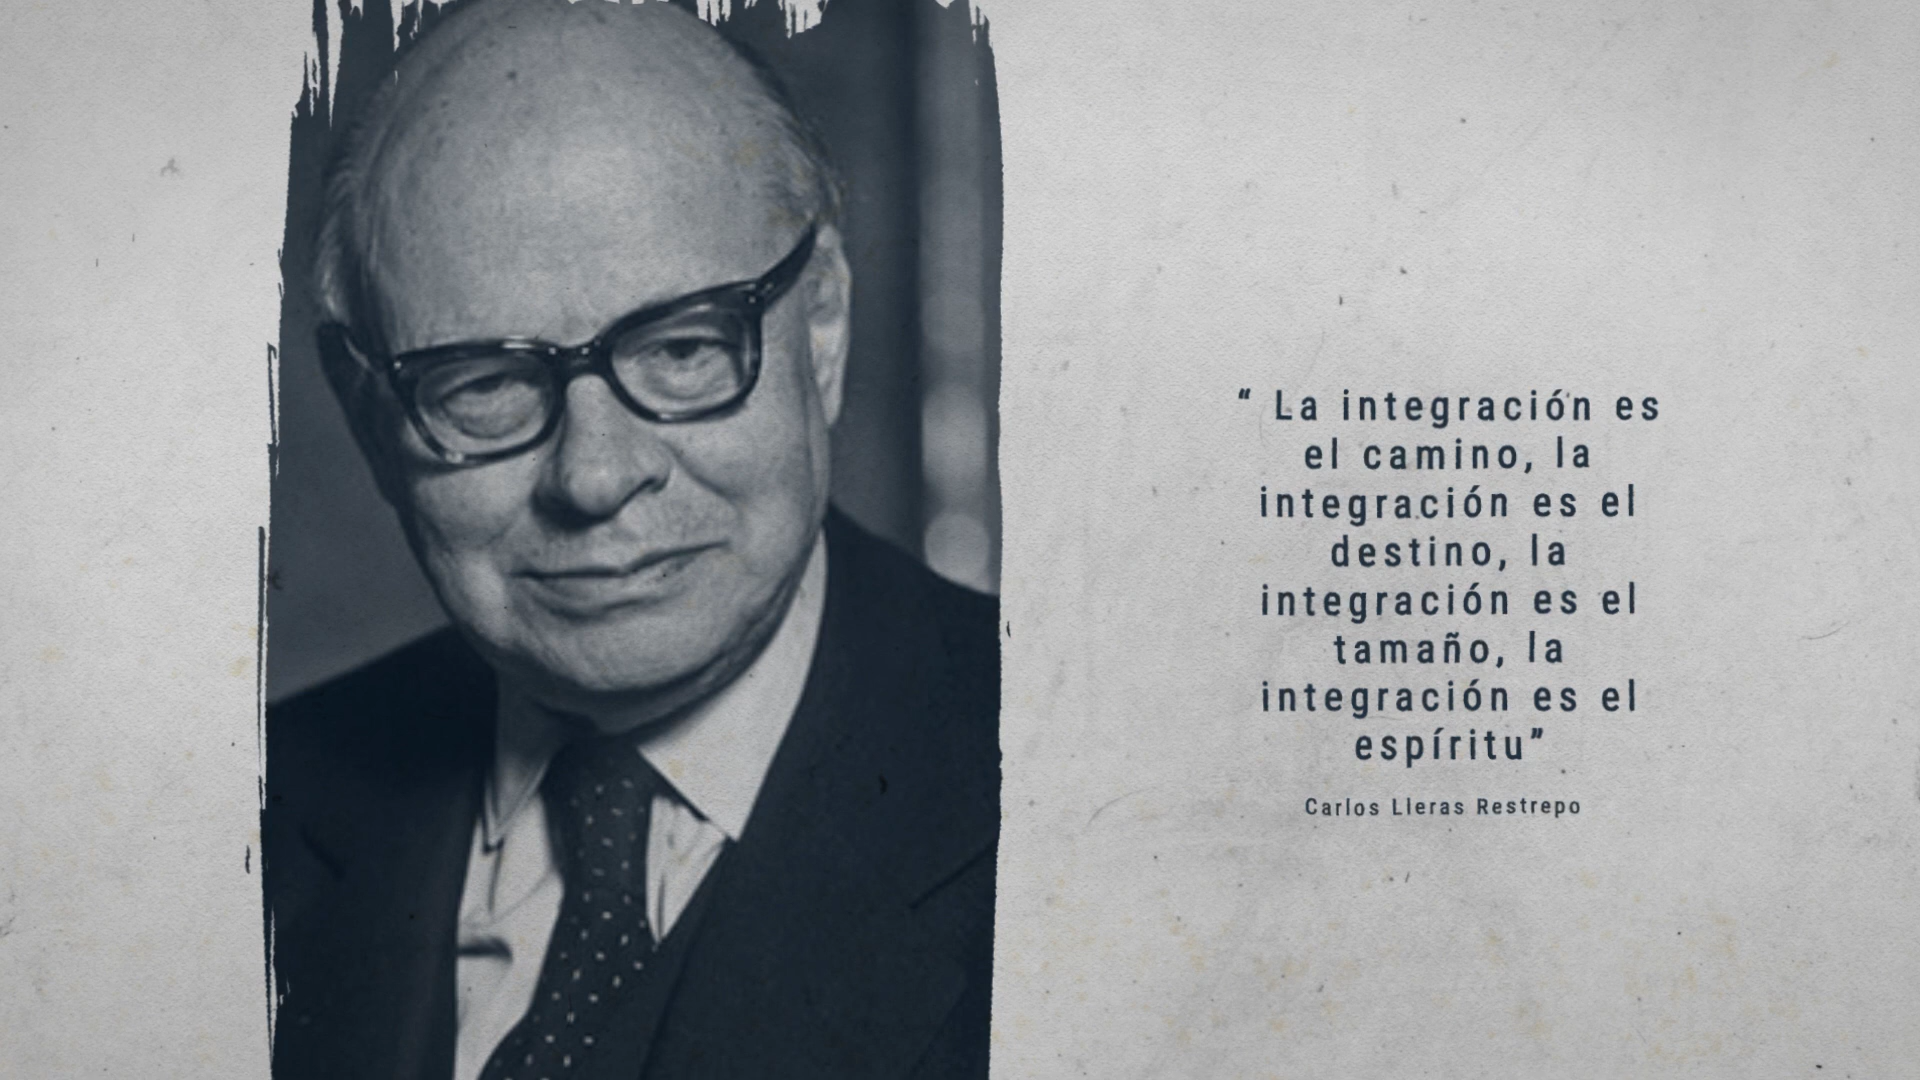 “ La integración es
el camino, la
integración es el
destino, la
integración es el
tamaño, la
integración es el
espíritu”
Carlos Lleras Restrepo